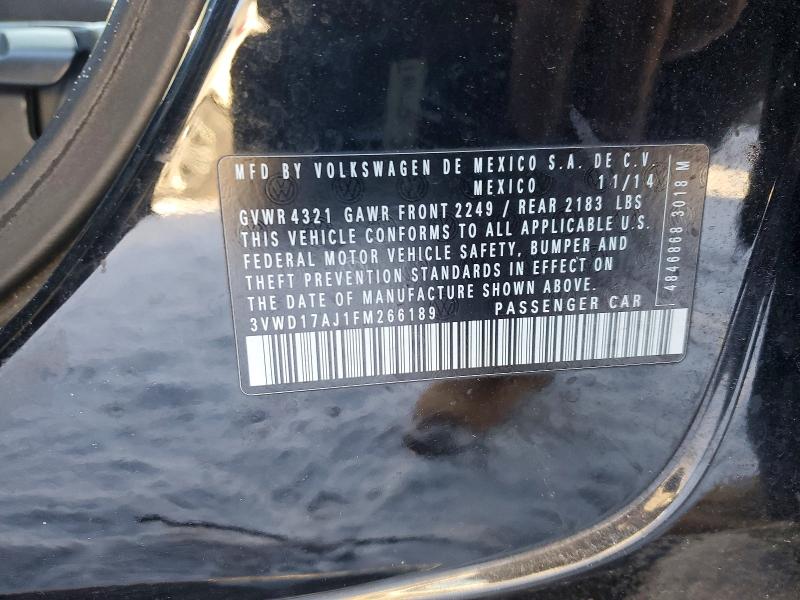 MFD BY VOLKSWAGEN DE MEXICO S.A. DE C.V.
MEXICO 11/14
GVWR 4321 GAWR FRONT 2249 / REAR 2183 LBS
THIS VEHICLE CONFORMS TO ALL APPLICABLE U.S.
FEDERAL MOTOR VEHICLE SAFETY, BUMPER AND
THEFT PREVENTION STANDARDS IN EFFECT ON
THE DATE OF MANUFACTURE SHOWN ABOVE.
3VWD17AJ1FM266189 PASSENGER CAR
4846868 3018 M